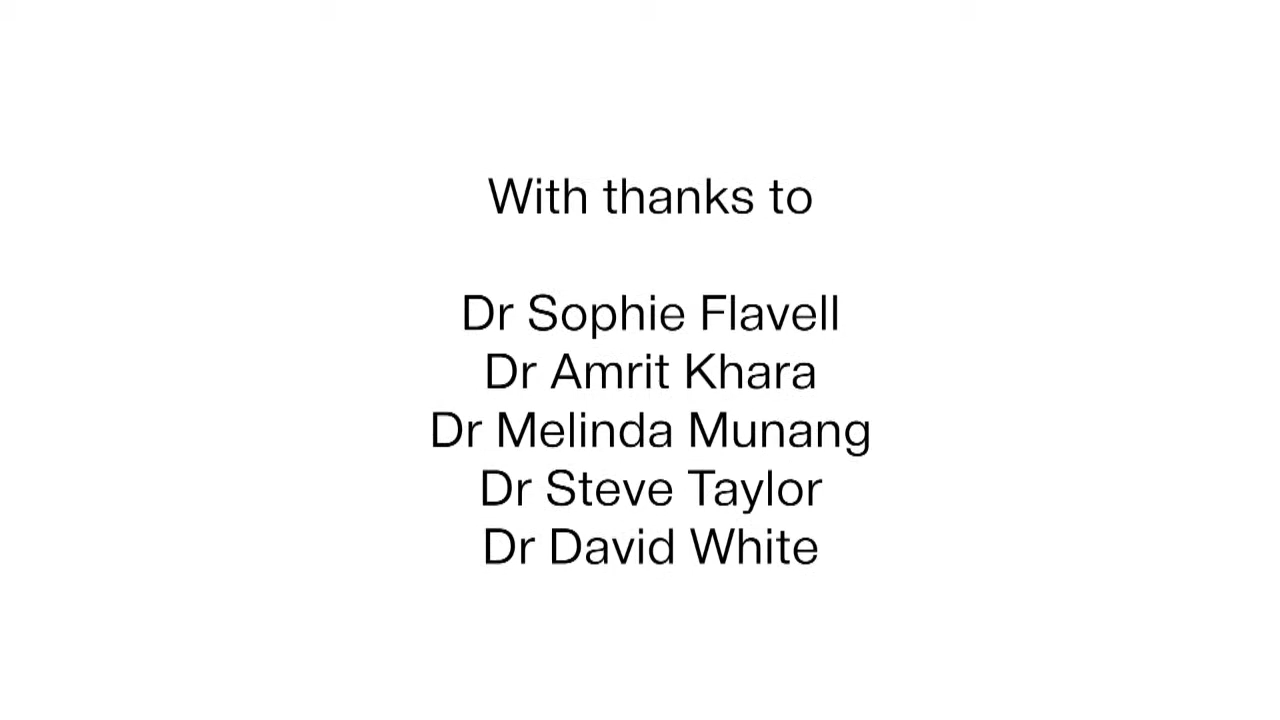 With thanks to
Dr Sophie Flavell
Dr Amrit Khara
Dr Melinda Munang
Dr Steve Taylor
Dr David White